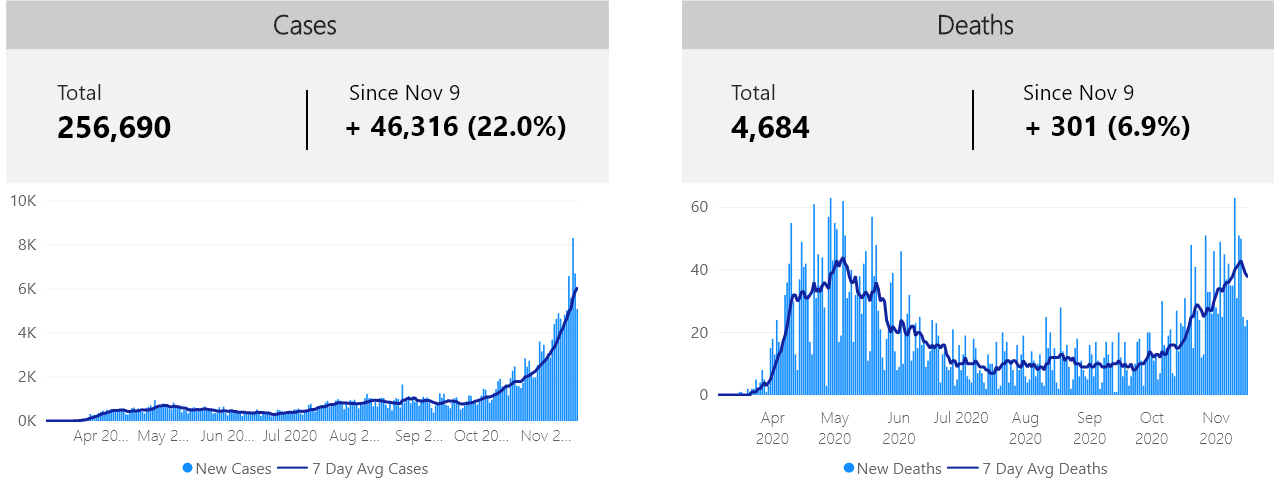 Cases
Total
256,690
Since Nov 9
+ 46,316 (22.0%)
10K
8K
6K
4K
2K
0K
Apr 20... May 2... Jun 20... Jul 2020 Aug 2... Sep 2... Oct 20... Nov 2...
New Cases 7 Day Avg Cases
Deaths
Total
4,684
Since Nov 9
+ 301 (6.9%)
60
40
20
0
Apr 2020 May 2020 Jun 2020 Jul 2020 Aug 2020 Sep 2020 Oct 2020 Nov 2020
New Deaths 7 Day Avg Deaths